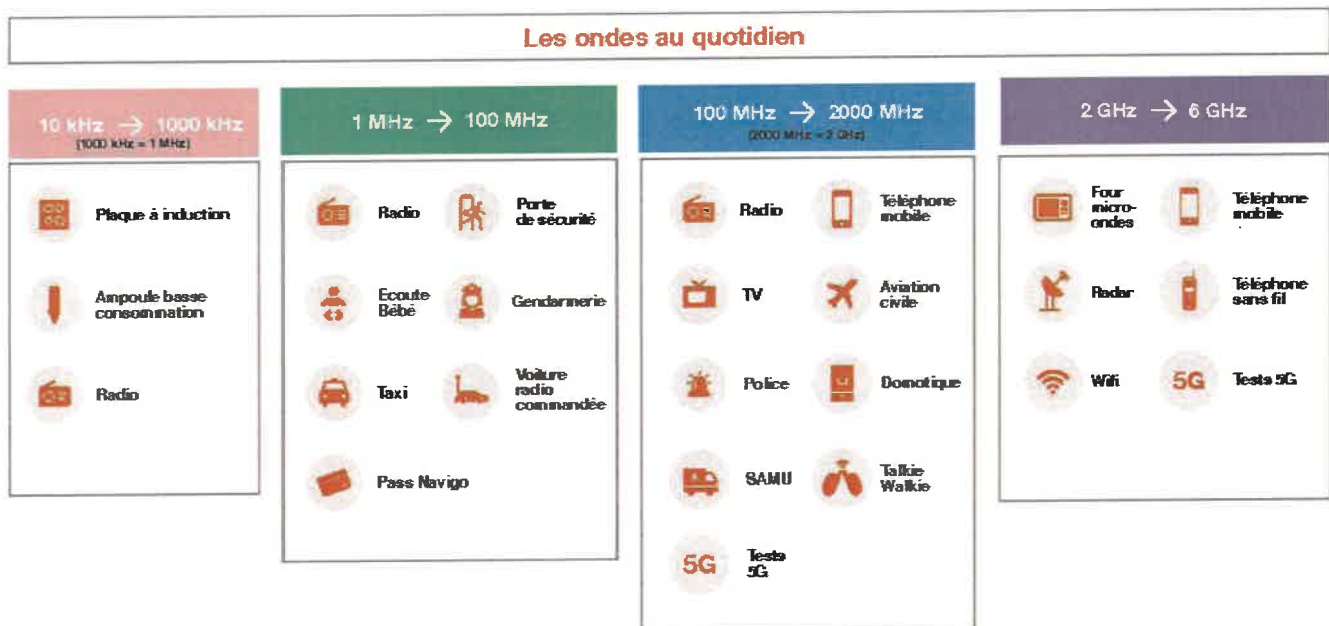 Les ondes au quotidien
10 kHz → 1000 kHz
(1000 kHz = 1 MHz)
Plaque à induction
Ampoule basse
consommation
Radio
1 MHz → 100 MHz
Radio
Porte
de sécurité
Ecoute
Bébé
Gendarmerie
Taxi
Voiture
radio
commandée
Pass Navigo
100 MHz → 2000 MHz
(2000 MHz = 2 GHz)
Radio
Téléphone
mobile
TV
Aviation
civile
Police
Domotique
SAMU
Talkie
Walkie
5G
Tests
5G
2 GHz → 6 GHz
Four
micro-
ondes
Téléphone
mobile
Radar
Téléphone
sans fil
Wifi
5G
Tests 5G